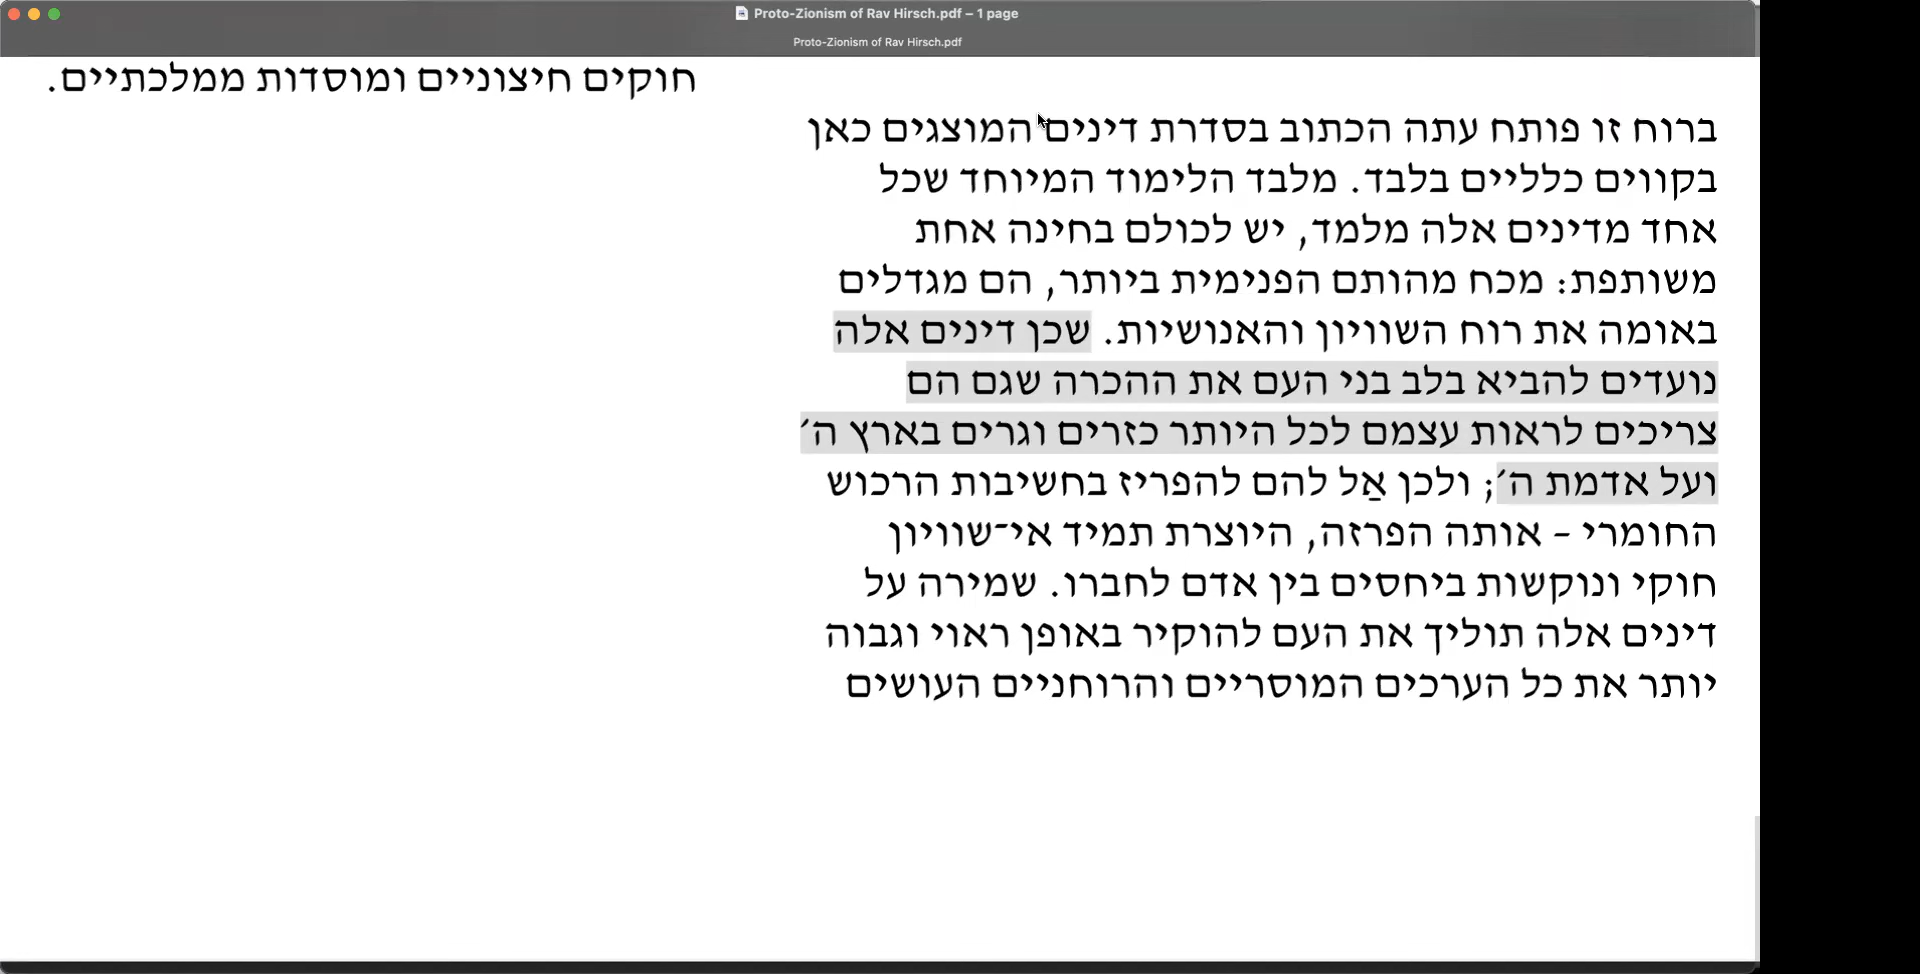 Proto-Zionism of Rav Hirsch.pdf – 1 page
Proto-Zionism of Rav Hirsch.pdf
חוקים חיצוניים ומוסדות ממלכתיים.
ברוח זו פותח עתה הכתוב בסדרת דינים המוצגים כאן
בקווים כלליים בלבד. מלבד הלימוד המיוחד שכל
אחד מדינים אלה מלמד, יש לכולם בחינה אחת
משותפת: מכח מהותם הפנימית ביותר, הם מגדלים
באומה את רוח השוויון והאנושיות. שכן דינים אלה
נועדים להביא בלב בני העם את ההכרה שגם הם
צריכים לראות עצמם לכל היותר כזרים וגרים בארץ ה׳
ועל אדמת ה׳; ולכן אַל להם להפריז בחשיבות הרכוש
החומרי – אותה הפרזה, היוצרת תמיד אי־שוויון
חוקי ונוקשות ביחסים בין אדם לחברו. שמירה על
דינים אלה תוליך את העם להוקיר באופן ראוי וגבוה
יותר את כל הערכים המוסריים והרוחניים העושים